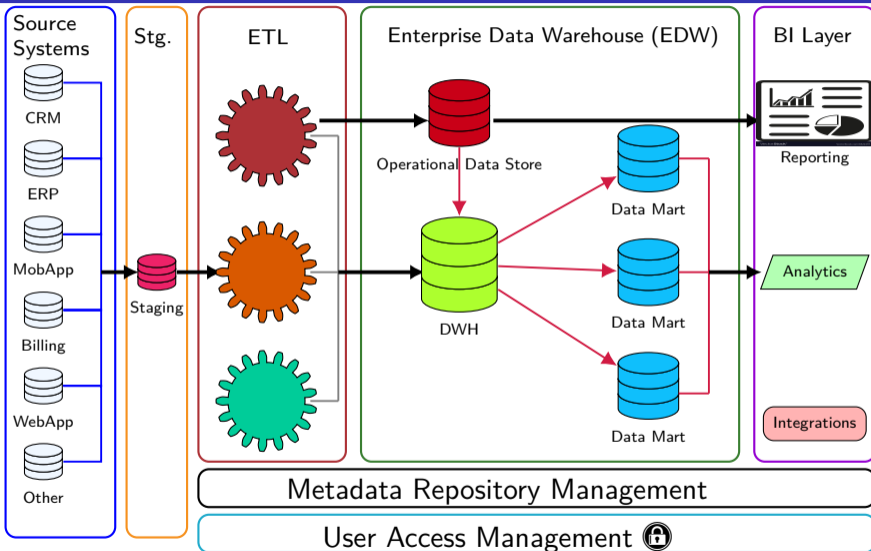 Source
Systems
CRM
ERP
MobApp
Billing
WebApp
Other
Stg.
Staging
ETL
Enterprise Data Warehouse (EDW)
Operational Data Store
DWH
Data Mart
Data Mart
Data Mart
BI Layer
Reporting
Analytics
Integrations
Metadata Repository Management
User Access Management